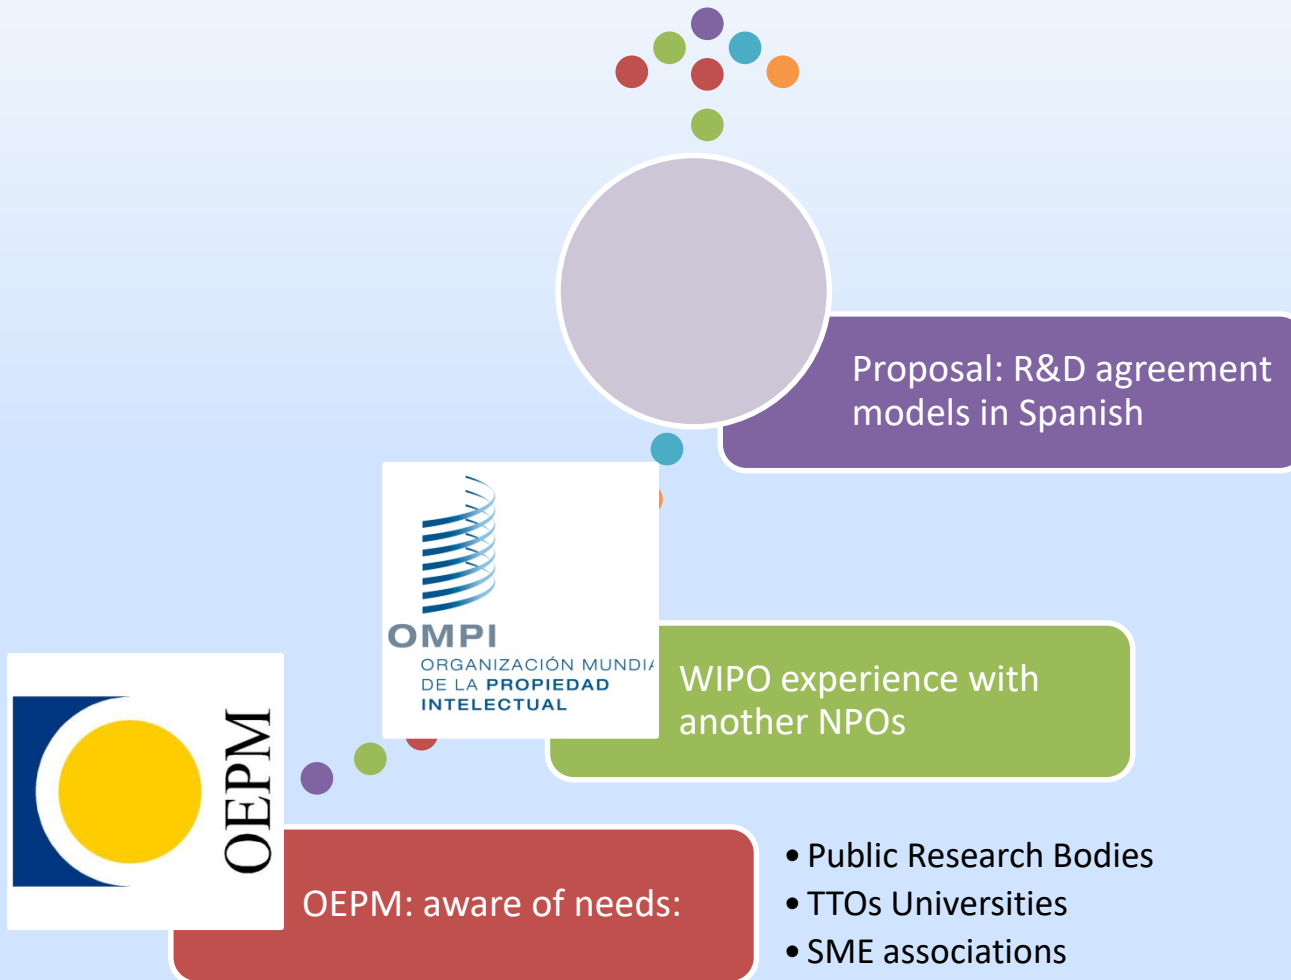 Proposal: R&D agreement
models in Spanish
OMPI
ORGANIZACIÓN MUNDIA
DE LA PROPIEDAD
INTELECTUAL
WIPO experience with
another NPOs
OEPM
OEPM: aware of needs:
• Public Research Bodies
• TTOs Universities
• SME associations